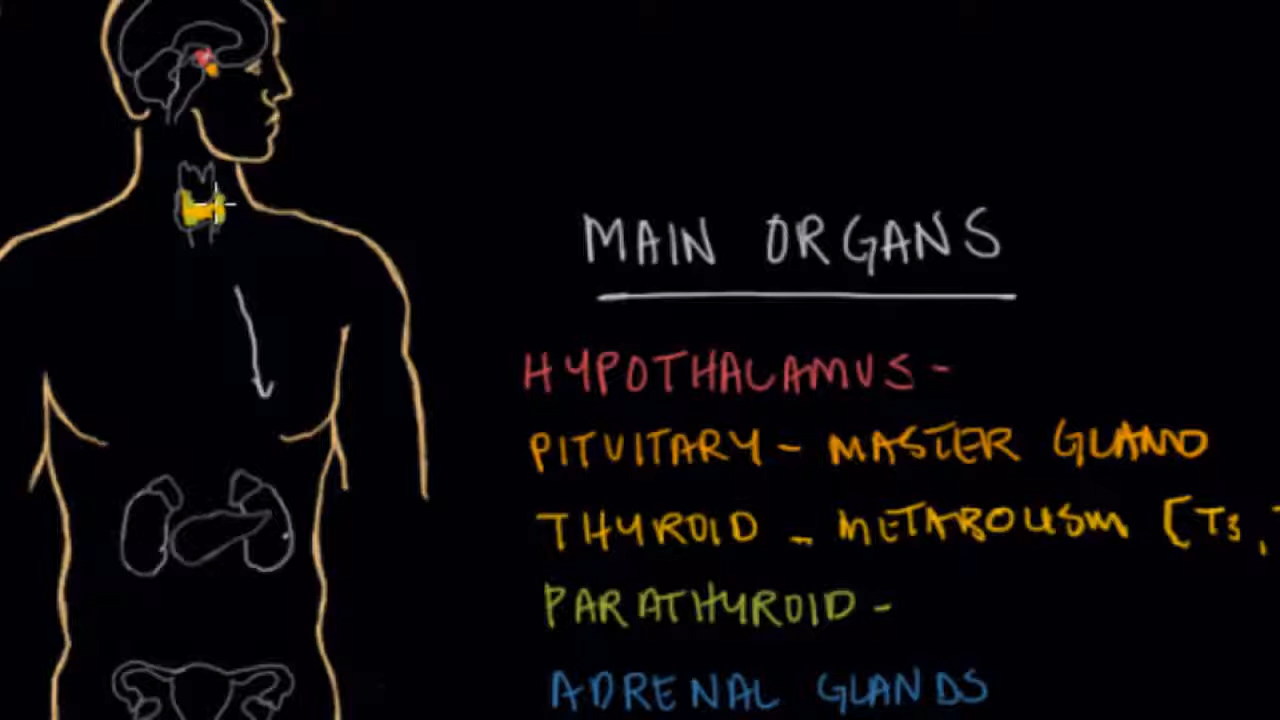 MAIN ORGANS
HYPOTHALAMUS -
PITUITARY - MASTER GLAND
THYROID - METABOLISM [T3,
PARATHYROID -
ADRENAL GLANDS